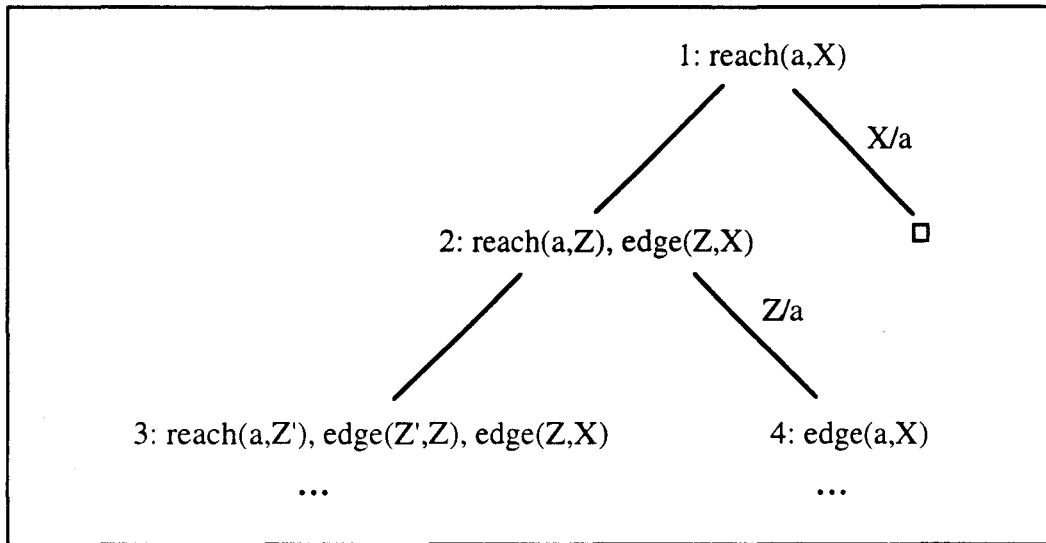 1: reach(a,X)
X/a
2: reach(a,Z), edge(Z,X)
Z/a
3: reach(a,Z'), edge(Z',Z), edge(Z,X) 4: edge(a,X)
... ...